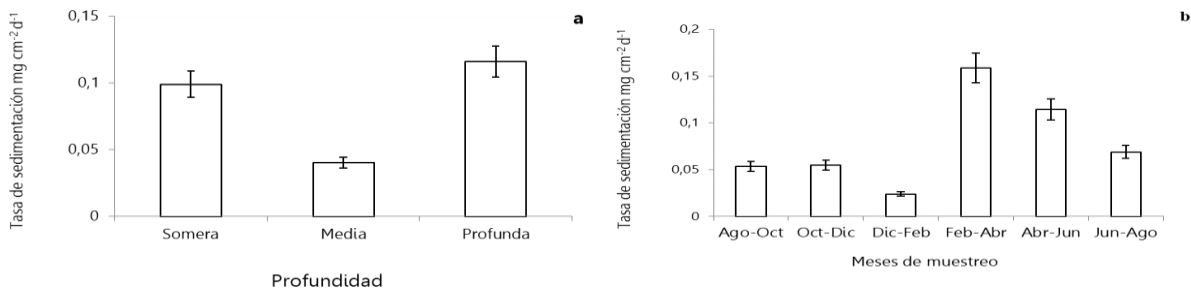 a
Tasa de sedimentación mg cm-2 d-1
0,15
0,1
0,05
0
Somera Media Profunda
Profundidad
b
Tasa de sedimentación mg cm-2 d-1
0,2
0,15
0,1
0,05
0
Ago-Oct Oct-Dic Dic-Feb Feb-Abr Abr-Jun Jun-Ago
Meses de muestreo